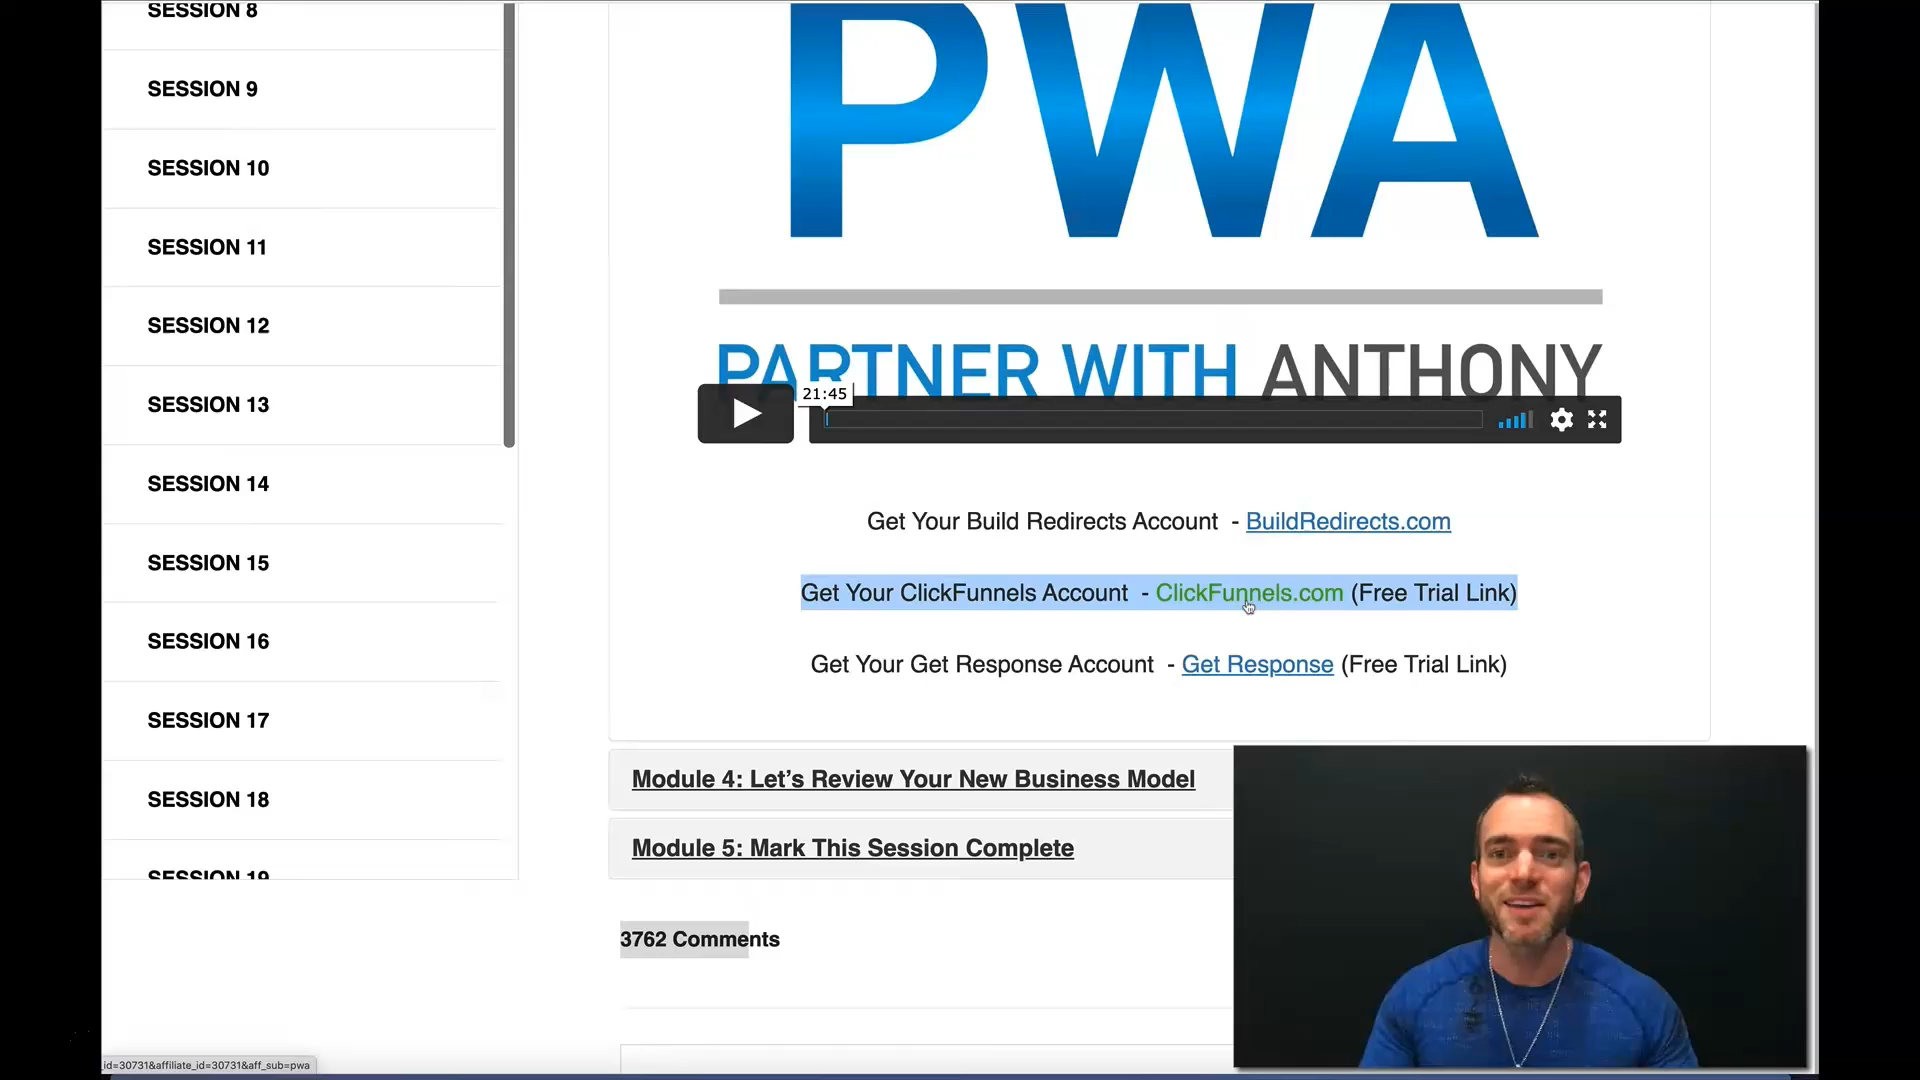 SESSION 8
SESSION 9
SESSION 10
SESSION 11
SESSION 12
SESSION 13
SESSION 14
SESSION 15
SESSION 16
SESSION 17
SESSION 18
SESSION 19
PWA
PARTNER WITH ANTHONY
21:45
Get Your Build Redirects Account - BuildRedirects.com
Get Your ClickFunnels Account - ClickFunnels.com (Free Trial Link)
Get Your Get Response Account - Get Response (Free Trial Link)
Module 4: Let’s Review Your New Business Model
Module 5: Mark This Session Complete
3762 Comments
_id=30731&affiliate_id=30731&aff_sub=pwa